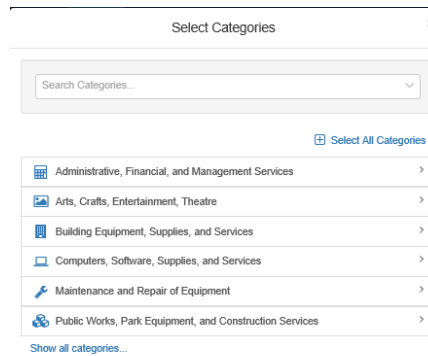 Select Categories
Search Categories...
Select All Categories
Administrative, Financial, and Management Services
Arts, Crafts, Entertainment, Theatre
Building Equipment, Supplies, and Services
Computers, Software, Supplies, and Services
Maintenance and Repair of Equipment
Public Works, Park Equipment, and Construction Services
Show all categories...